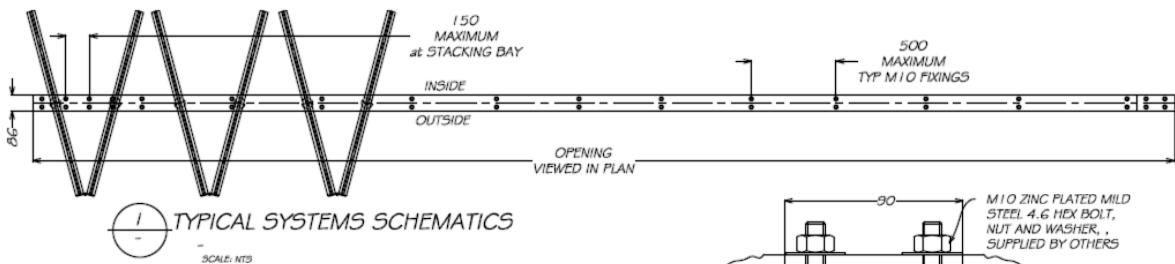 150
MAXIMUM
at STACKING BAY
500
MAXIMUM
TYP M10 FIXINGS
INSIDE
OUTSIDE
86
OPENING
VIEWED IN PLAN
1
-
TYPICAL SYSTEMS SCHEMATICS
-
SCALE: NTS
90
M10 ZINC PLATED MILD
STEEL 4.6 HEX BOLT,
NUT AND WASHER, ,
SUPPLIED BY OTHERS